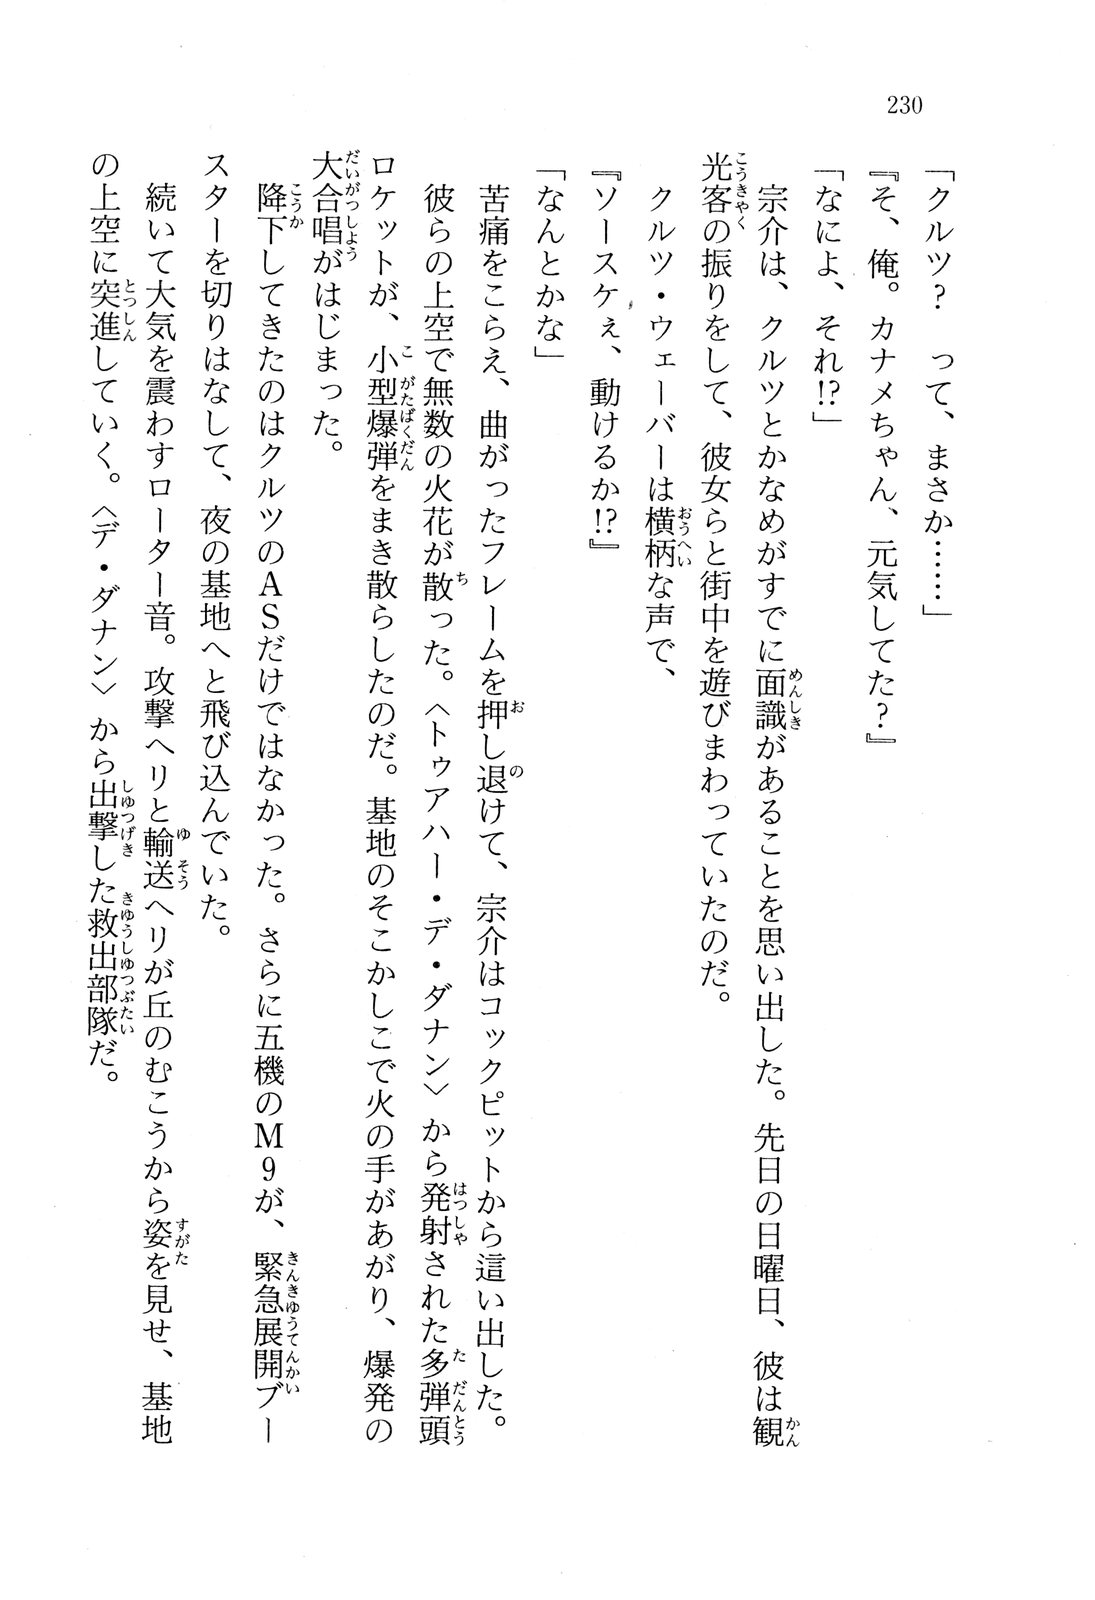 230
「クルツ？　って、まさか……」
『そ、俺。カナメちゃん、元気してた？』
「なによ、それ!?」
　宗介は、クルツとかなめがすでに面識があることを思い出した。先日の日曜日、彼は観
光客の振りをして、彼女らと街中を遊びまわっていたのだ。
　クルツ・ウェーバーは横柄な声で、
『ソースケぇ、動けるか!?』
「なんとかな」
　苦痛をこらえ、曲がったフレームを押し退けて、宗介はコックピットから這い出した。
　彼らの上空で無数の火花が散った。〈トゥアハー・デ・ダナン〉から発射された多弾頭
ロケットが、小型爆弾をまき散らしたのだ。基地のそこかしこで火の手があがり、爆発の
大合唱がはじまった。
　降下してきたのはクルツのＡＳだけではなかった。さらに五機のＭ９が、緊急展開ブー
スターを切りはなして、夜の基地へと飛び込んでいた。
　続いて大気を震わすローター音。攻撃ヘリと輸送ヘリが丘のむこうから姿を見せ、基地
の上空に突進していく。〈デ・ダナン〉から出撃した救出部隊だ。